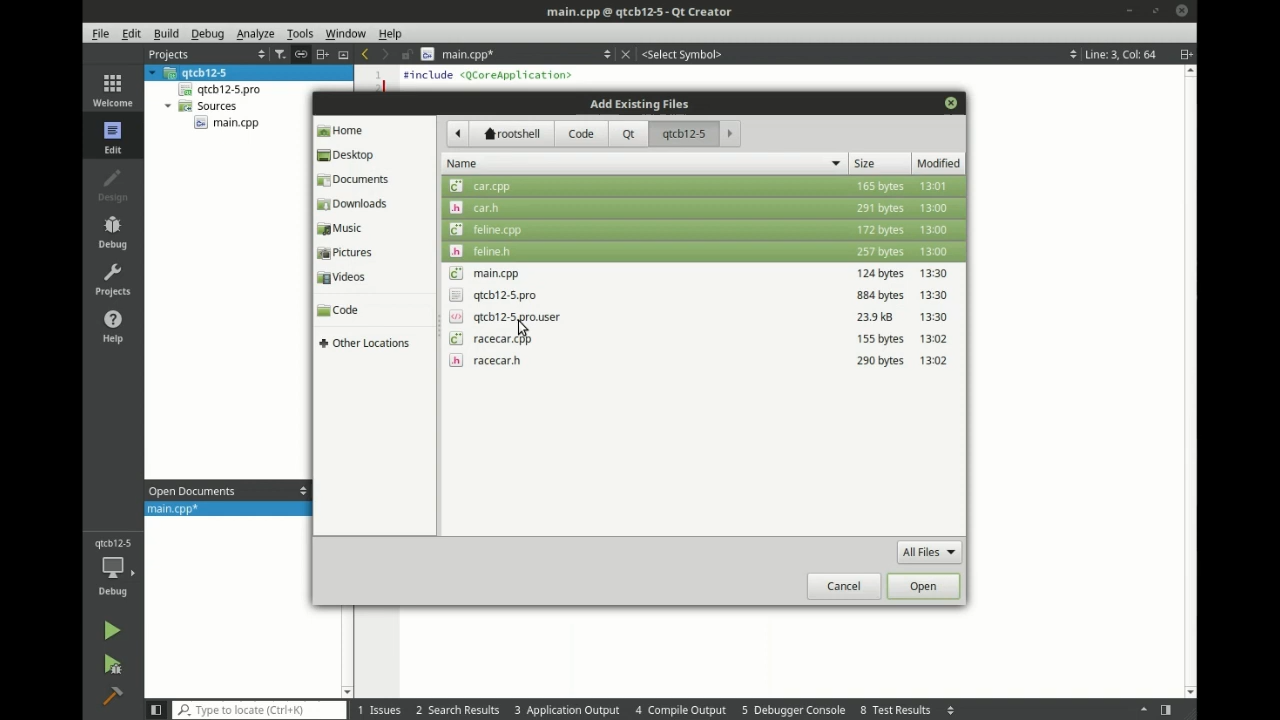 main.cpp @ qtcb12-5 - Qt Creator
File Edit Build Debug Analyze Tools Window Help
Projects main.cpp* <Select Symbol> Line: 3, Col: 64
qtcb12-5
qtcb12-5.pro
Sources
main.cpp
1 #include <QCoreApplication>
Welcome
Edit
Design
Debug
Projects
Help
Add Existing Files
Home
Desktop
Documents
Downloads
Music
Pictures
Videos
Code
Other Locations
rootshell Code Qt qtcb12-5
Name Size Modified
car.cpp 165 bytes 13:01
car.h 291 bytes 13:00
feline.cpp 172 bytes 13:00
feline.h 257 bytes 13:00
main.cpp 124 bytes 13:30
qtcb12-5.pro 884 bytes 13:30
qtcb12-5.pro.user 23.9 kB 13:30
racecar.cpp 155 bytes 13:02
racecar.h 290 bytes 13:02
All Files
Cancel Open
Open Documents
main.cpp*
qtcb12-5
Debug
Type to locate (Ctrl+K) 1 Issues 2 Search Results 3 Application Output 4 Compile Output 5 Debugger Console 8 Test Results